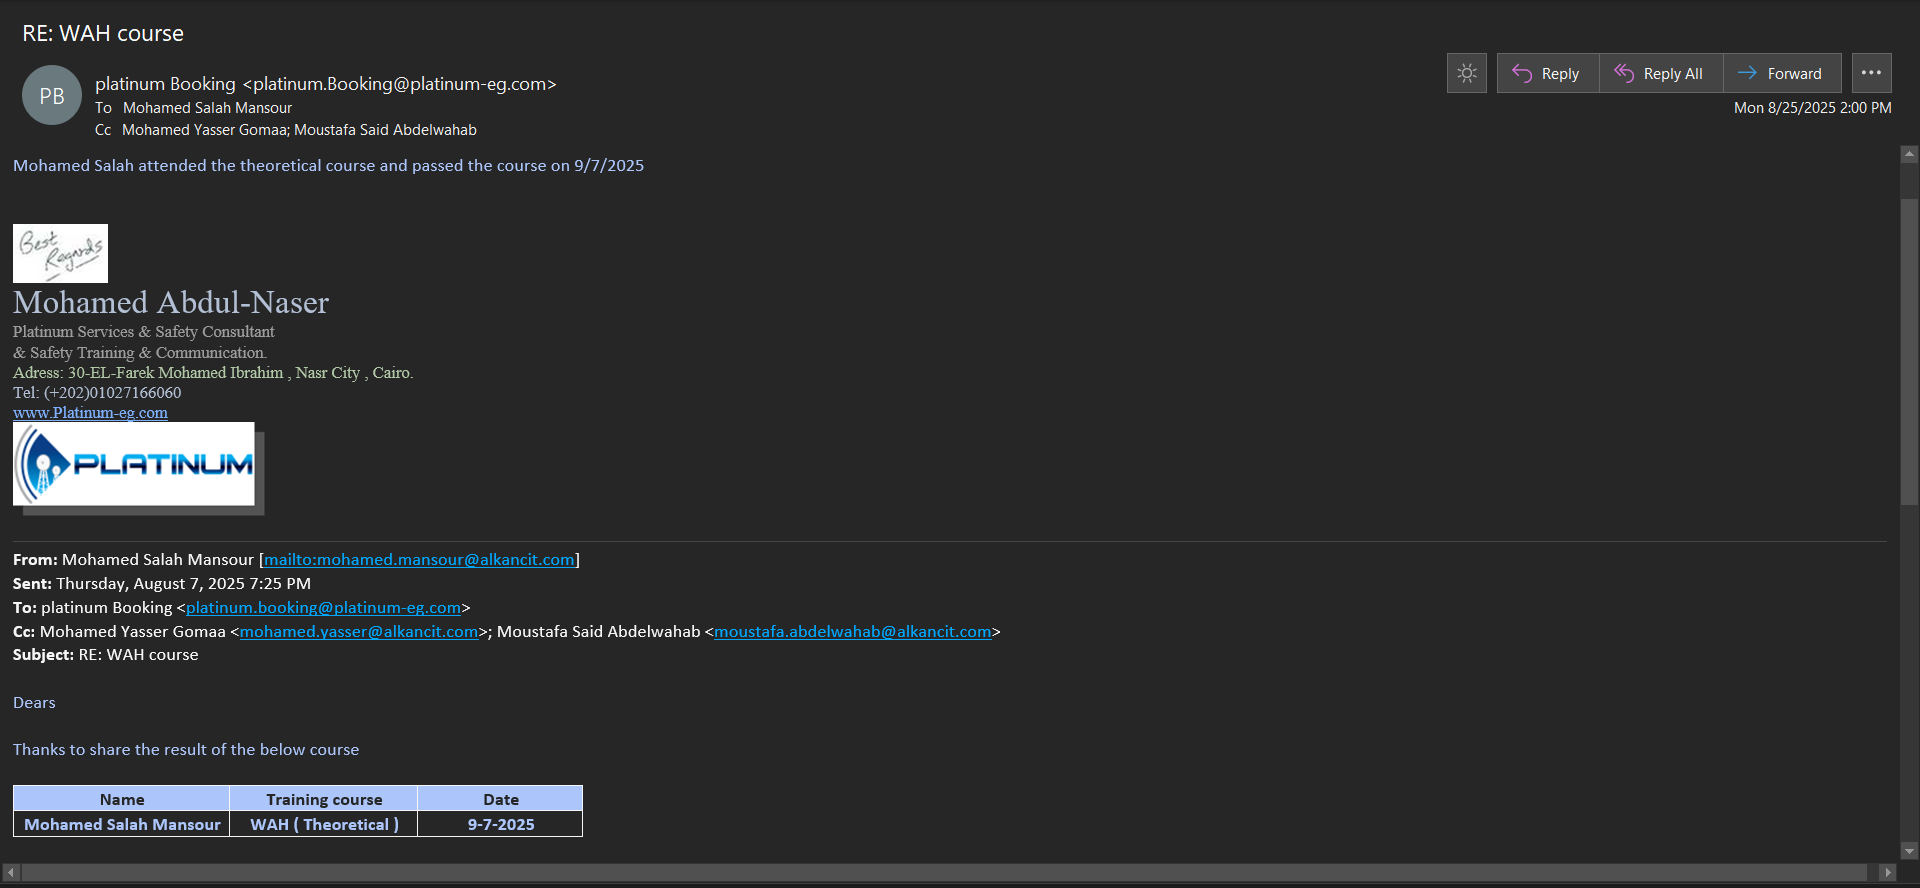 RE: WAH course
PB
platinum Booking <platinum.Booking@platinum-eg.com>
To Mohamed Salah Mansour
Cc Mohamed Yasser Gomaa; Moustafa Said Abdelwahab
Reply
Reply All
Forward
Mon 8/25/2025 2:00 PM
Mohamed Salah attended the theoretical course and passed the course on 9/7/2025
Best
Regards
Mohamed Abdul-Naser
Platinum Services & Safety Consultant
& Safety Training & Communication.
Adress: 30-EL-Farek Mohamed Ibrahim , Nasr City , Cairo.
Tel: (+202)01027166060
www.Platinum-eg.com
PLATINUM
From: Mohamed Salah Mansour [mailto:mohamed.mansour@alkancit.com]
Sent: Thursday, August 7, 2025 7:25 PM
To: platinum Booking <platinum.booking@platinum-eg.com>
Cc: Mohamed Yasser Gomaa <mohamed.yasser@alkancit.com>; Moustafa Said Abdelwahab <moustafa.abdelwahab@alkancit.com>
Subject: RE: WAH course
Dears
Thanks to share the result of the below course
Name Training course Date
Mohamed Salah Mansour WAH ( Theoretical ) 9-7-2025